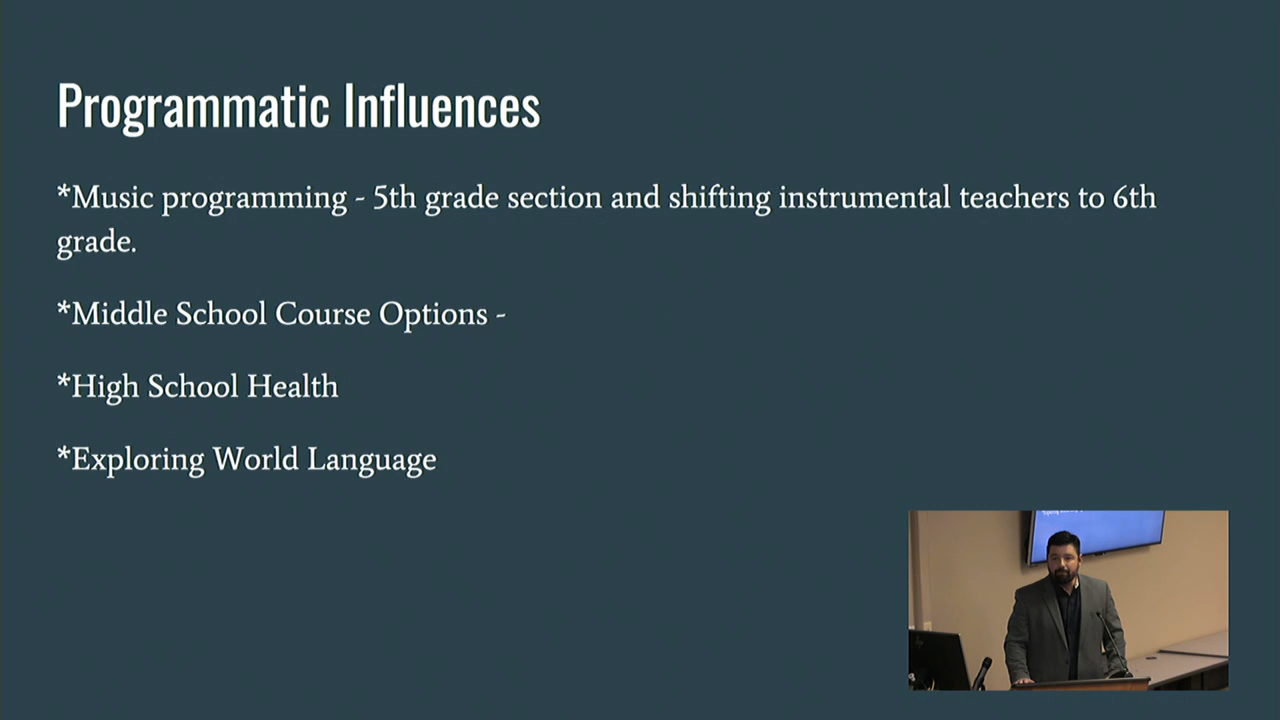 Programmatic Influences
*Music programming - 5th grade section and shifting instrumental teachers to 6th
grade.
*Middle School Course Options -
*High School Health
*Exploring World Language